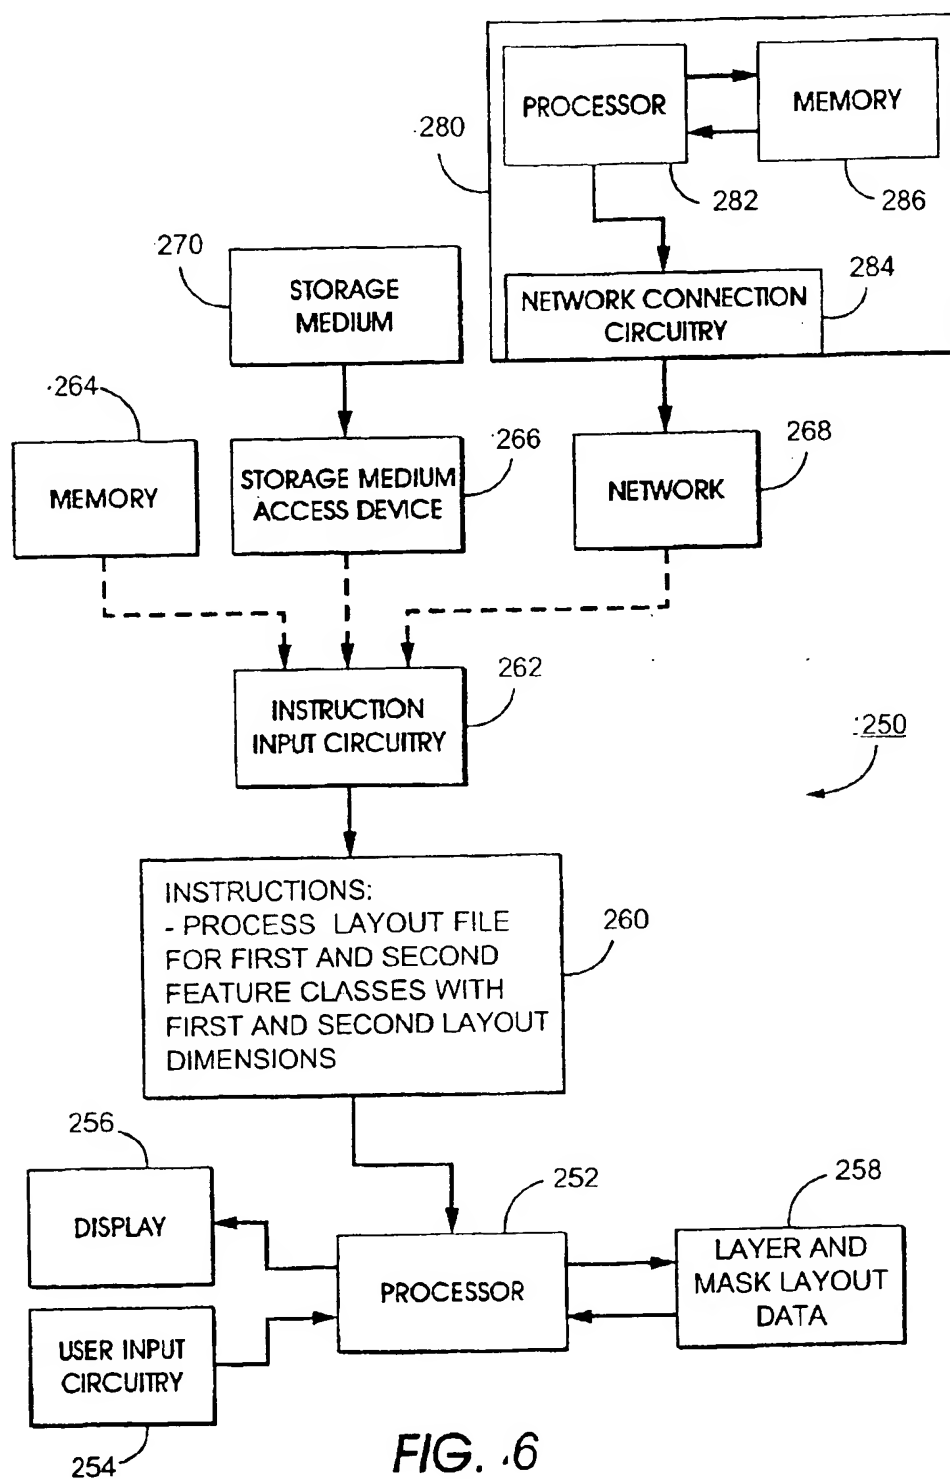 PROCESSOR
MEMORY
280
282
286
270
STORAGE
MEDIUM
284
NETWORK CONNECTION
CIRCUITRY
264
266
268
MEMORY
STORAGE MEDIUM
ACCESS DEVICE
NETWORK
262
INSTRUCTION
INPUT CIRCUITRY
250
INSTRUCTIONS:
- PROCESS LAYOUT FILE
FOR FIRST AND SECOND
FEATURE CLASSES WITH
FIRST AND SECOND LAYOUT
DIMENSIONS
260
256
252
258
DISPLAY
PROCESSOR
LAYER AND
MASK LAYOUT
DATA
USER INPUT
CIRCUITRY
254
FIG. 6